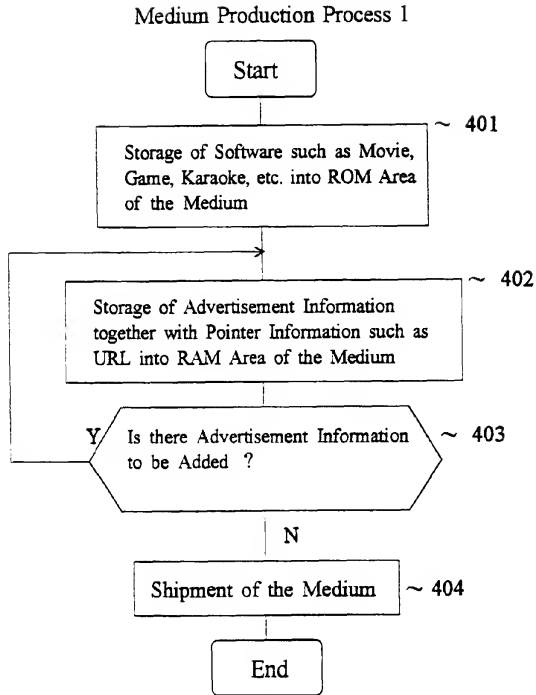 Medium Production Process 1
Start
~ 401
Storage of Software such as Movie,
Game, Karaoke, etc. into ROM Area
of the Medium
~ 402
Storage of Advertisement Information
together with Pointer Information such as
URL into RAM Area of the Medium
Y
Is there Advertisement Information
to be Added ?
~ 403
N
Shipment of the Medium
~ 404
End